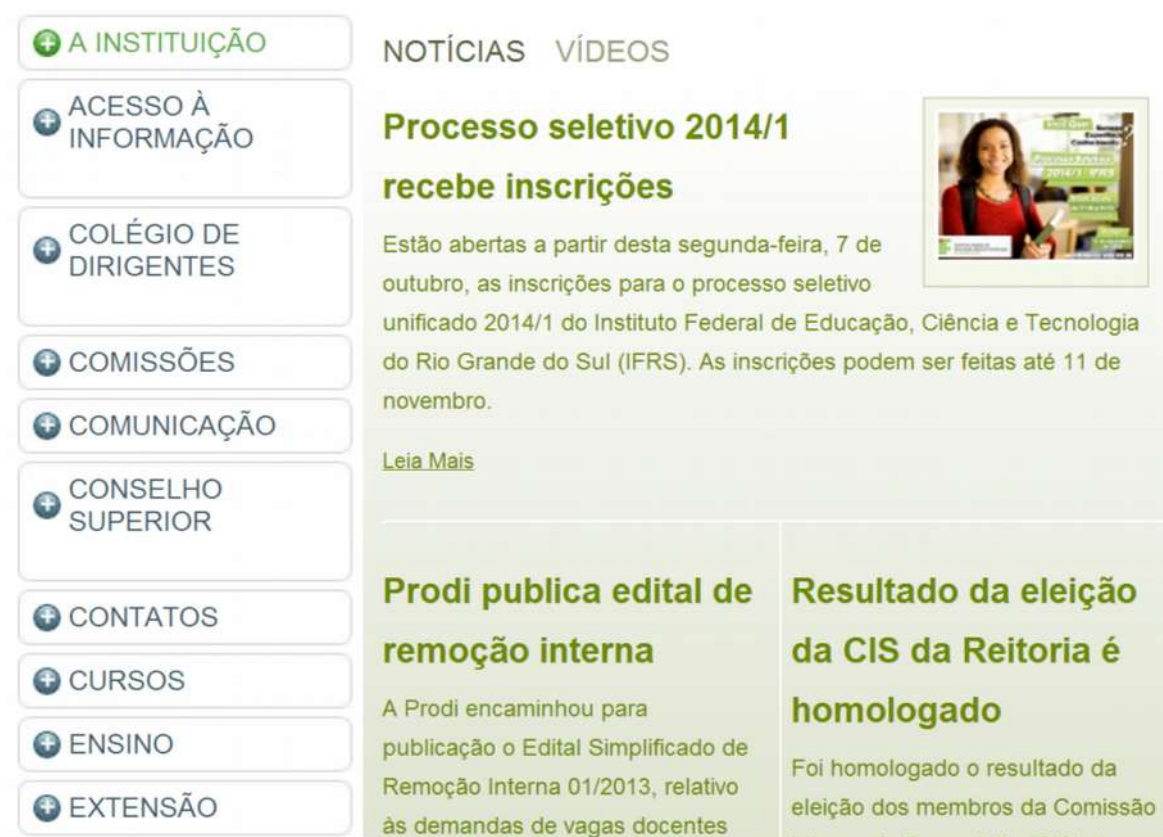 A INSTITUIÇÃO
ACESSO À
INFORMAÇÃO
COLÉGIO DE
DIRIGENTES
COMISSÕES
COMUNICAÇÃO
CONSELHO
SUPERIOR
CONTATOS
CURSOS
ENSINO
EXTENSÃO
NOTÍCIAS VÍDEOS
Processo seletivo 2014/1
recebe inscrições
Estão abertas a partir desta segunda-feira, 7 de
outubro, as inscrições para o processo seletivo
unificado 2014/1 do Instituto Federal de Educação, Ciência e Tecnologia
do Rio Grande do Sul (IFRS). As inscrições podem ser feitas até 11 de
novembro.
Leia Mais
Processo Seletivo
2014/1 IFRS
Prodi publica edital de
remoção interna
A Prodi encaminhou para
publicação o Edital Simplificado de
Remoção Interna 01/2013, relativo
às demandas de vagas docentes
Resultado da eleição
da CIS da Reitoria é
homologado
Foi homologado o resultado da
eleição dos membros da Comissão